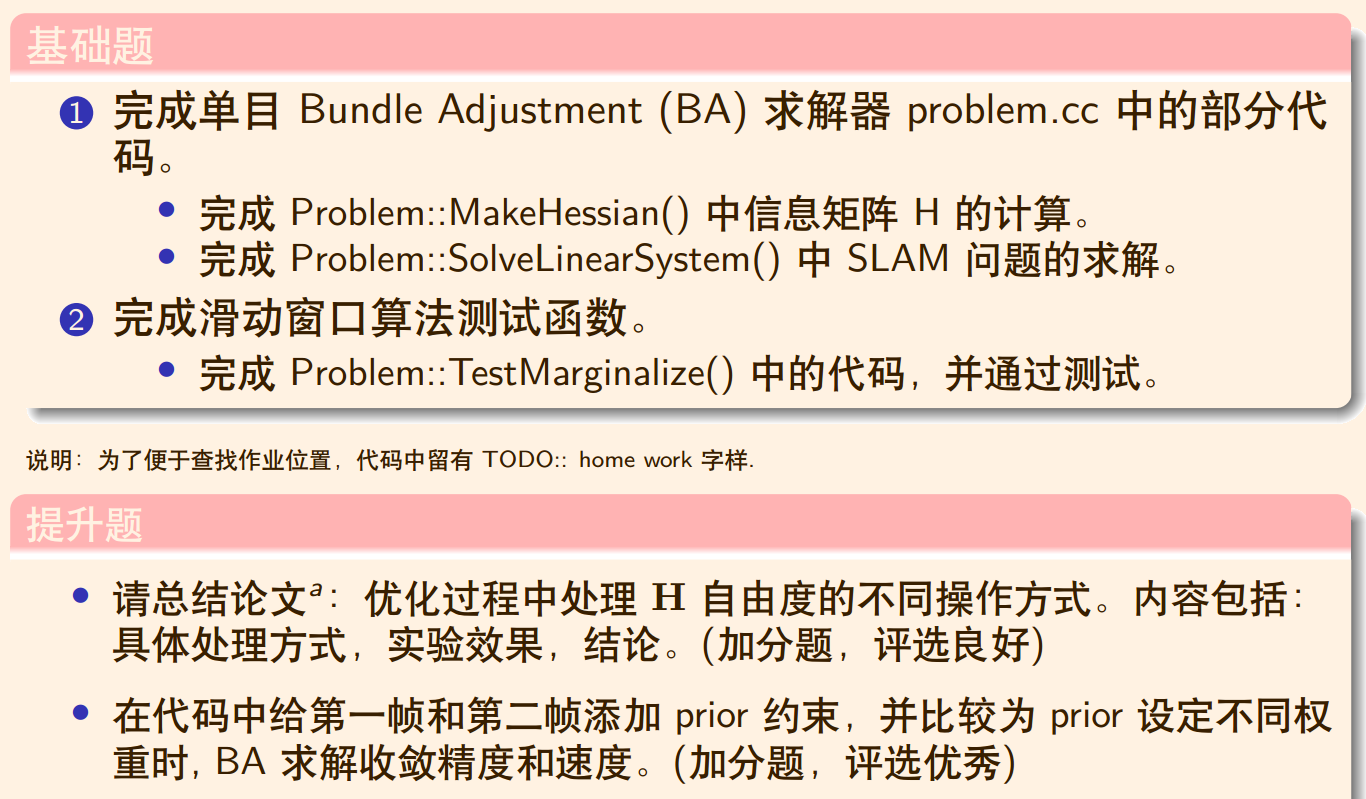 基础题
1 完成单目 Bundle Adjustment (BA) 求解器 problem.cc 中的部分代
码。
• 完成 Problem::MakeHessian() 中信息矩阵 H 的计算。
• 完成 Problem::SolveLinearSystem() 中 SLAM 问题的求解。
2 完成滑动窗口算法测试函数。
• 完成 Problem::TestMarginalize() 中的代码，并通过测试。
说明：为了便于查找作业位置，代码中留有 TODO:: home work 字样.
提升题
• 请总结论文a：优化过程中处理 H 自由度的不同操作方式。内容包括：
具体处理方式，实验效果，结论。(加分题，评选良好)
• 在代码中给第一帧和第二帧添加 prior 约束，并比较为 prior 设定不同权
重时, BA 求解收敛精度和速度。(加分题，评选优秀)